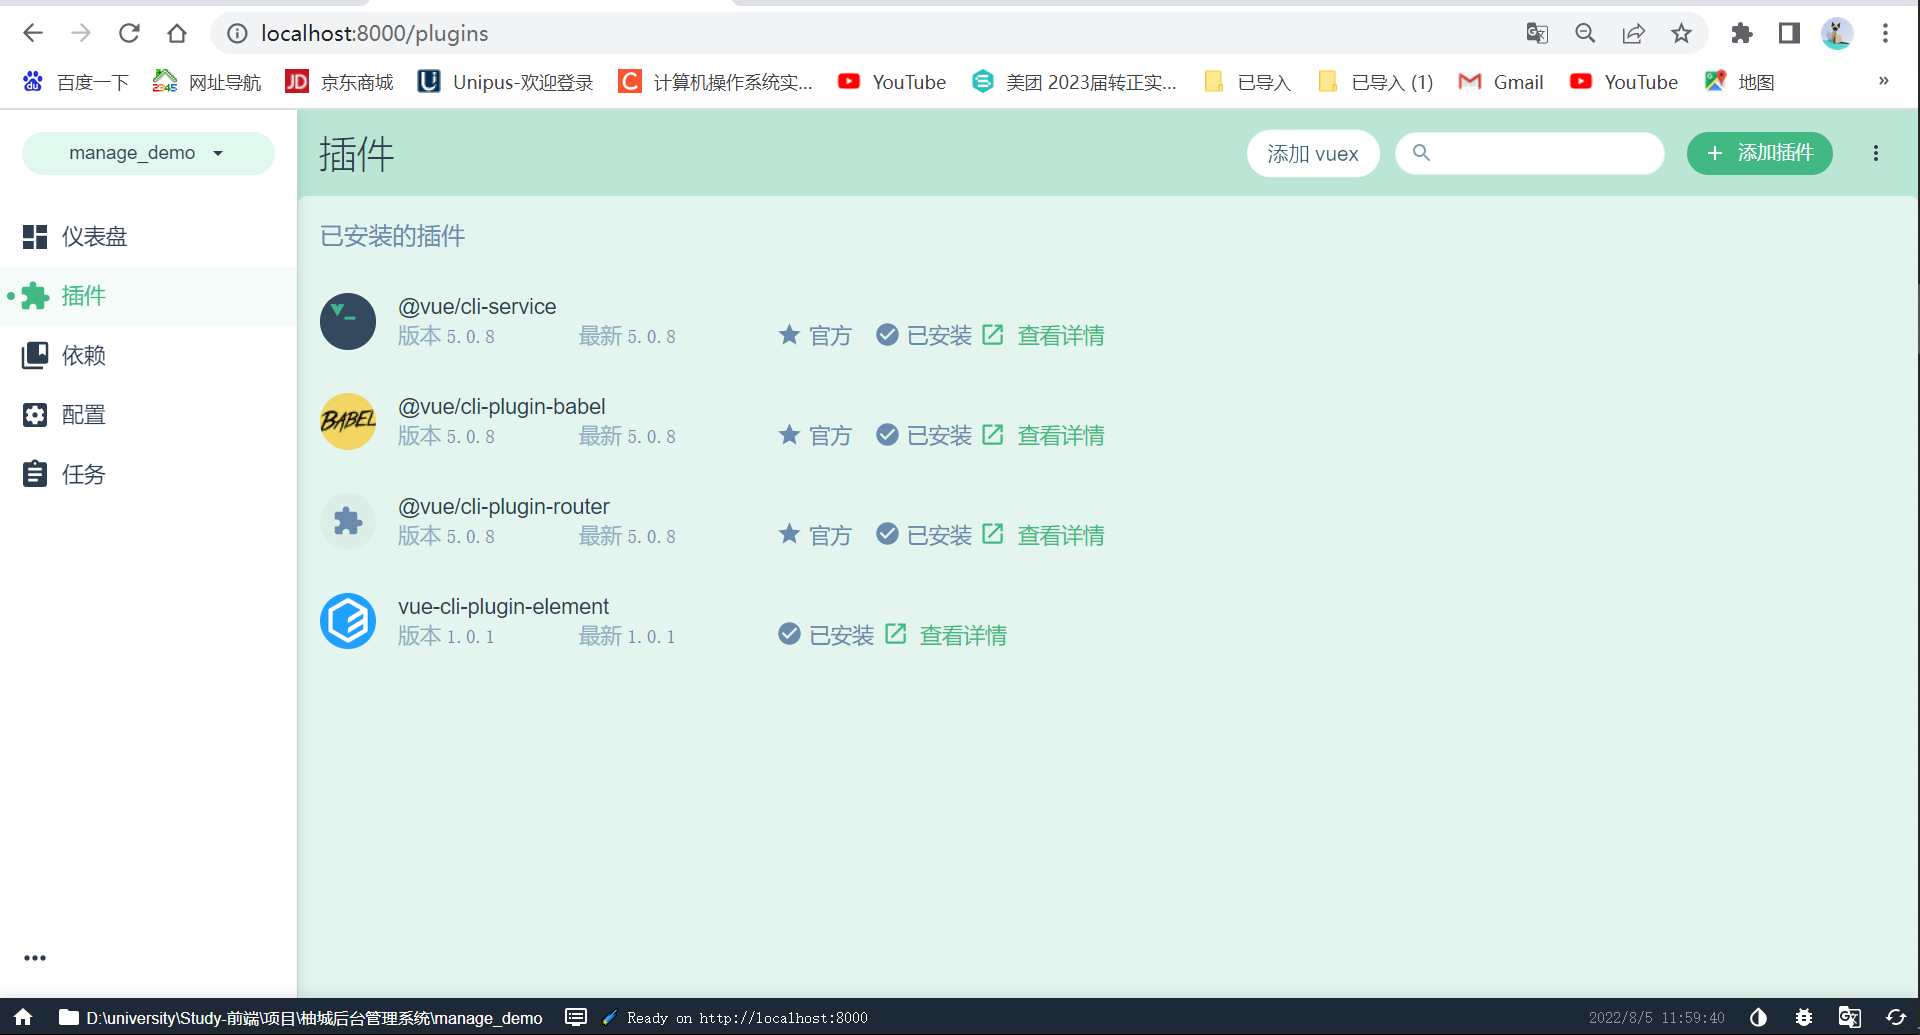 localhost:8000/plugins
百度一下 网址导航 京东商城 Unipus-欢迎登录 计算机操作系统实... YouTube 美团 2023届转正实... 已导入 已导入 (1) Gmail YouTube 地图 »
manage_demo
插件
添加 vuex
添加插件
仪表盘
插件
依赖
配置
任务
已安装的插件
@vue/cli-service
版本 5.0.8 最新 5.0.8 官方 已安装 查看详情
BABEL
@vue/cli-plugin-babel
版本 5.0.8 最新 5.0.8 官方 已安装 查看详情
@vue/cli-plugin-router
版本 5.0.8 最新 5.0.8 官方 已安装 查看详情
vue-cli-plugin-element
版本 1.0.1 最新 1.0.1 已安装 查看详情
D:\university\Study-前端\项目\柚城后台管理系统\manage_demo Ready on http://localhost:8000 2022/8/5 11:59:40